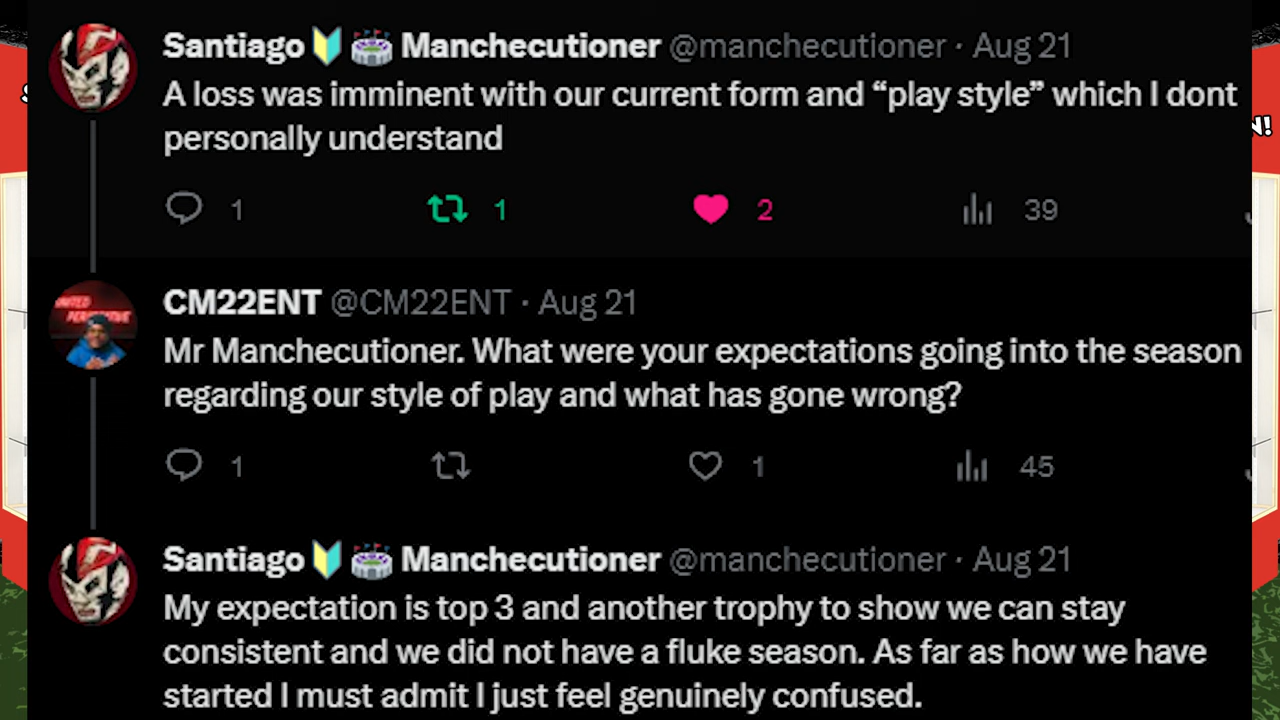 Santiago 🔰 🏟️ Manchecutioner @manchecutioner · Aug 21
A loss was imminent with our current form and “play style” which I dont
personally understand
1 1 2 39
CM22ENT @CM22ENT · Aug 21
UNITED
Mr Manchecutioner. What were your expectations going into the season
regarding our style of play and what has gone wrong?
1 1 45
Santiago 🔰 🏟️ Manchecutioner @manchecutioner · Aug 21
My expectation is top 3 and another trophy to show we can stay
consistent and we did not have a fluke season. As far as how we have
started I must admit I just feel genuinely confused.